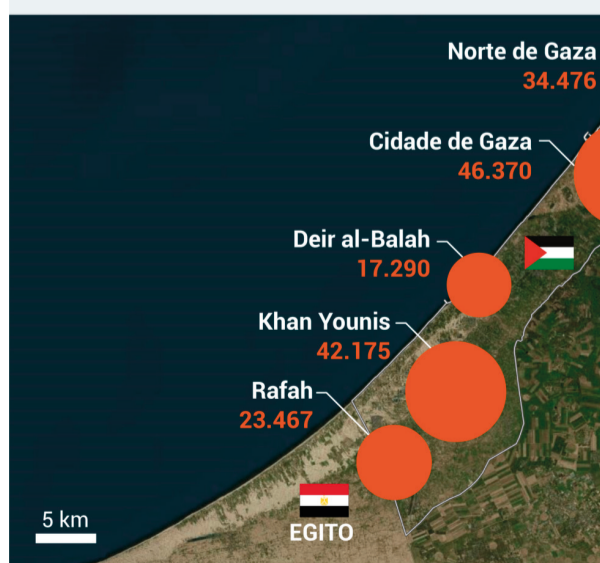 Norte de Gaza
34.476
Cidade de Gaza
46.370
Deir al-Balah
17.290
Khan Younis
42.175
Rafah
23.467
EGITO
5 km